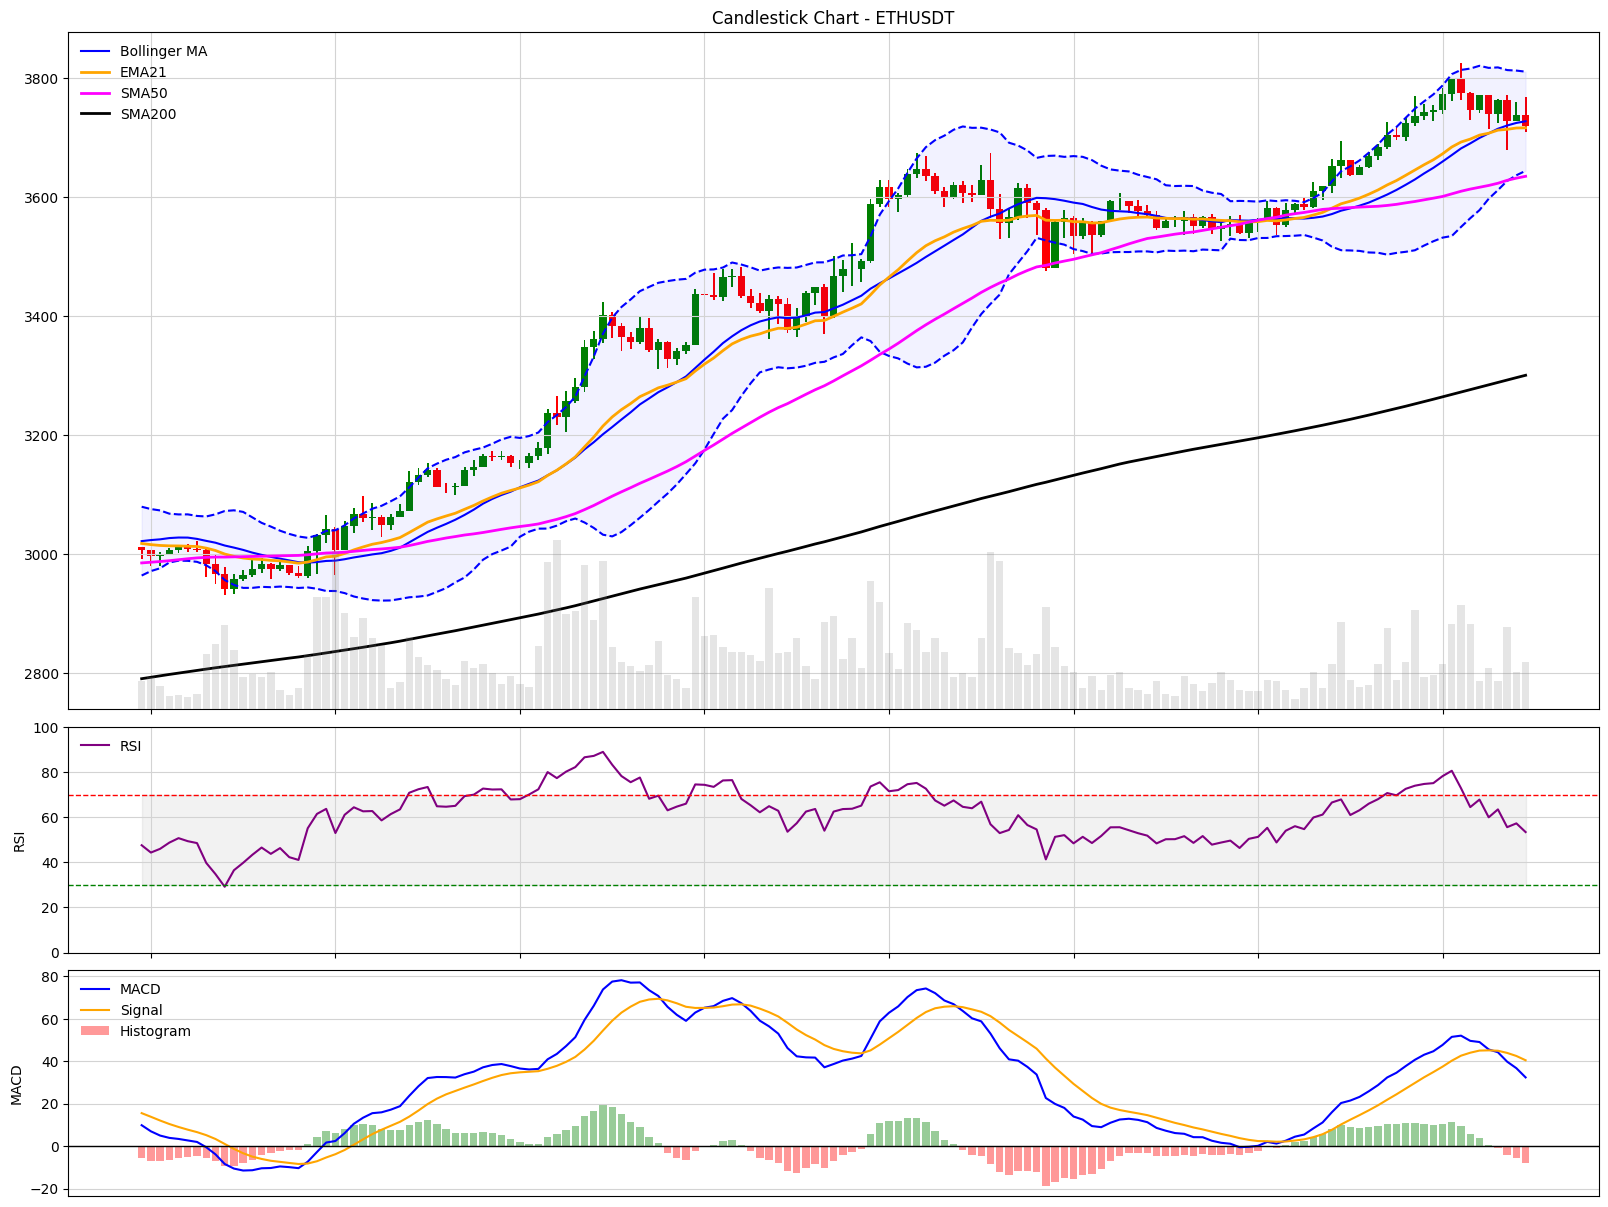 Candlestick Chart - ETHUSDT
Bollinger MA
EMA21
SMA50
SMA200
3800
3600
3400
3200
3000
2800
RSI
100
80
60
40
20
0
RSI
MACD
Signal
Histogram
80
60
40
20
0
−20
MACD